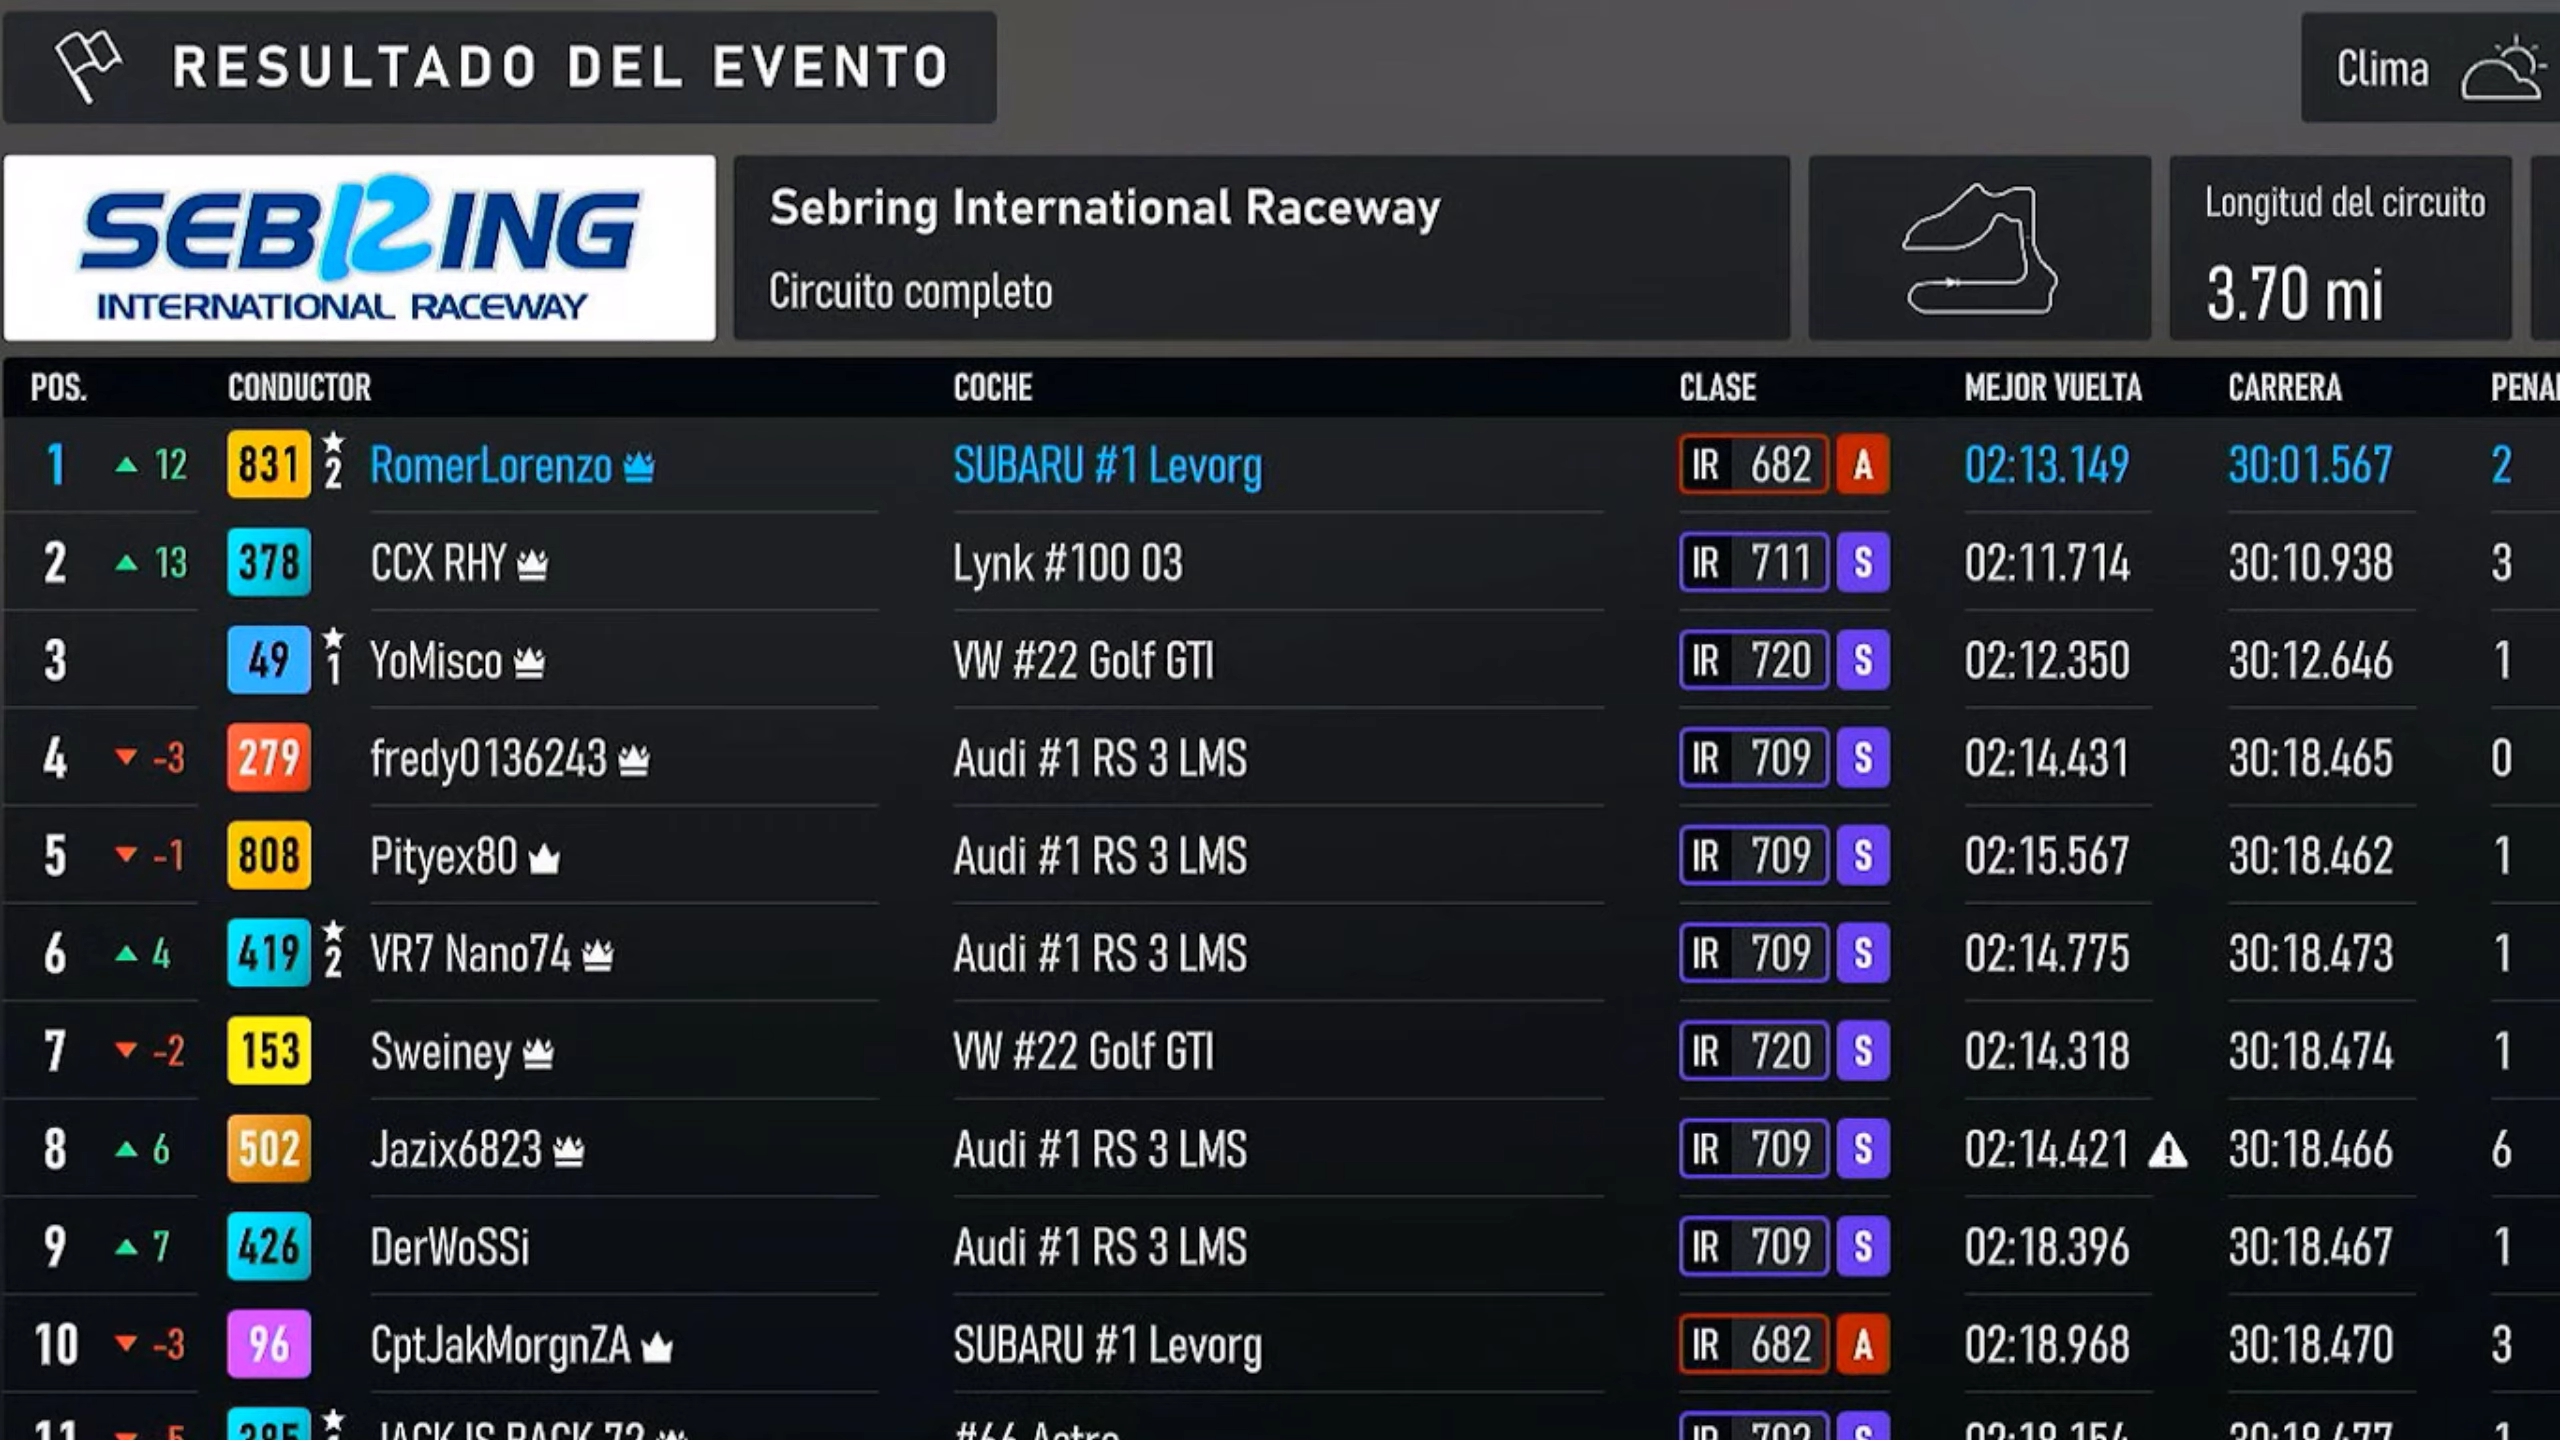 RESULTADO DEL EVENTO
Clima
SEBRING
INTERNATIONAL RACEWAY
Sebring International Raceway
Circuito completo
Longitud del circuito
3.70 mi
POS. CONDUCTOR COCHE CLASE MEJOR VUELTA CARRERA
1 12 831 2 RomerLorenzo SUBARU #1 Levorg IR 682 A 02:13.149 30:01.567 2
2 13 378 CCX RHY Lynk #100 03 IR 711 S 02:11.714 30:10.938 3
3 49 1 YoMisco VW #22 Golf GTI IR 720 S 02:12.350 30:12.646 1
4 -3 279 fredy0136243 Audi #1 RS 3 LMS IR 709 S 02:14.431 30:18.465 0
5 -1 808 Pityex80 Audi #1 RS 3 LMS IR 709 S 02:15.567 30:18.462 1
6 4 419 2 VR7 Nano74 Audi #1 RS 3 LMS IR 709 S 02:14.775 30:18.473 1
7 -2 153 Sweiney VW #22 Golf GTI IR 720 S 02:14.318 30:18.474 1
8 6 502 Jazix6823 Audi #1 RS 3 LMS IR 709 S 02:14.421 30:18.466 6
9 7 426 DerWoSSi Audi #1 RS 3 LMS IR 709 S 02:18.396 30:18.467 1
10 -3 96 CptJakMorgnZA SUBARU #1 Levorg IR 682 A 02:18.968 30:18.470 3